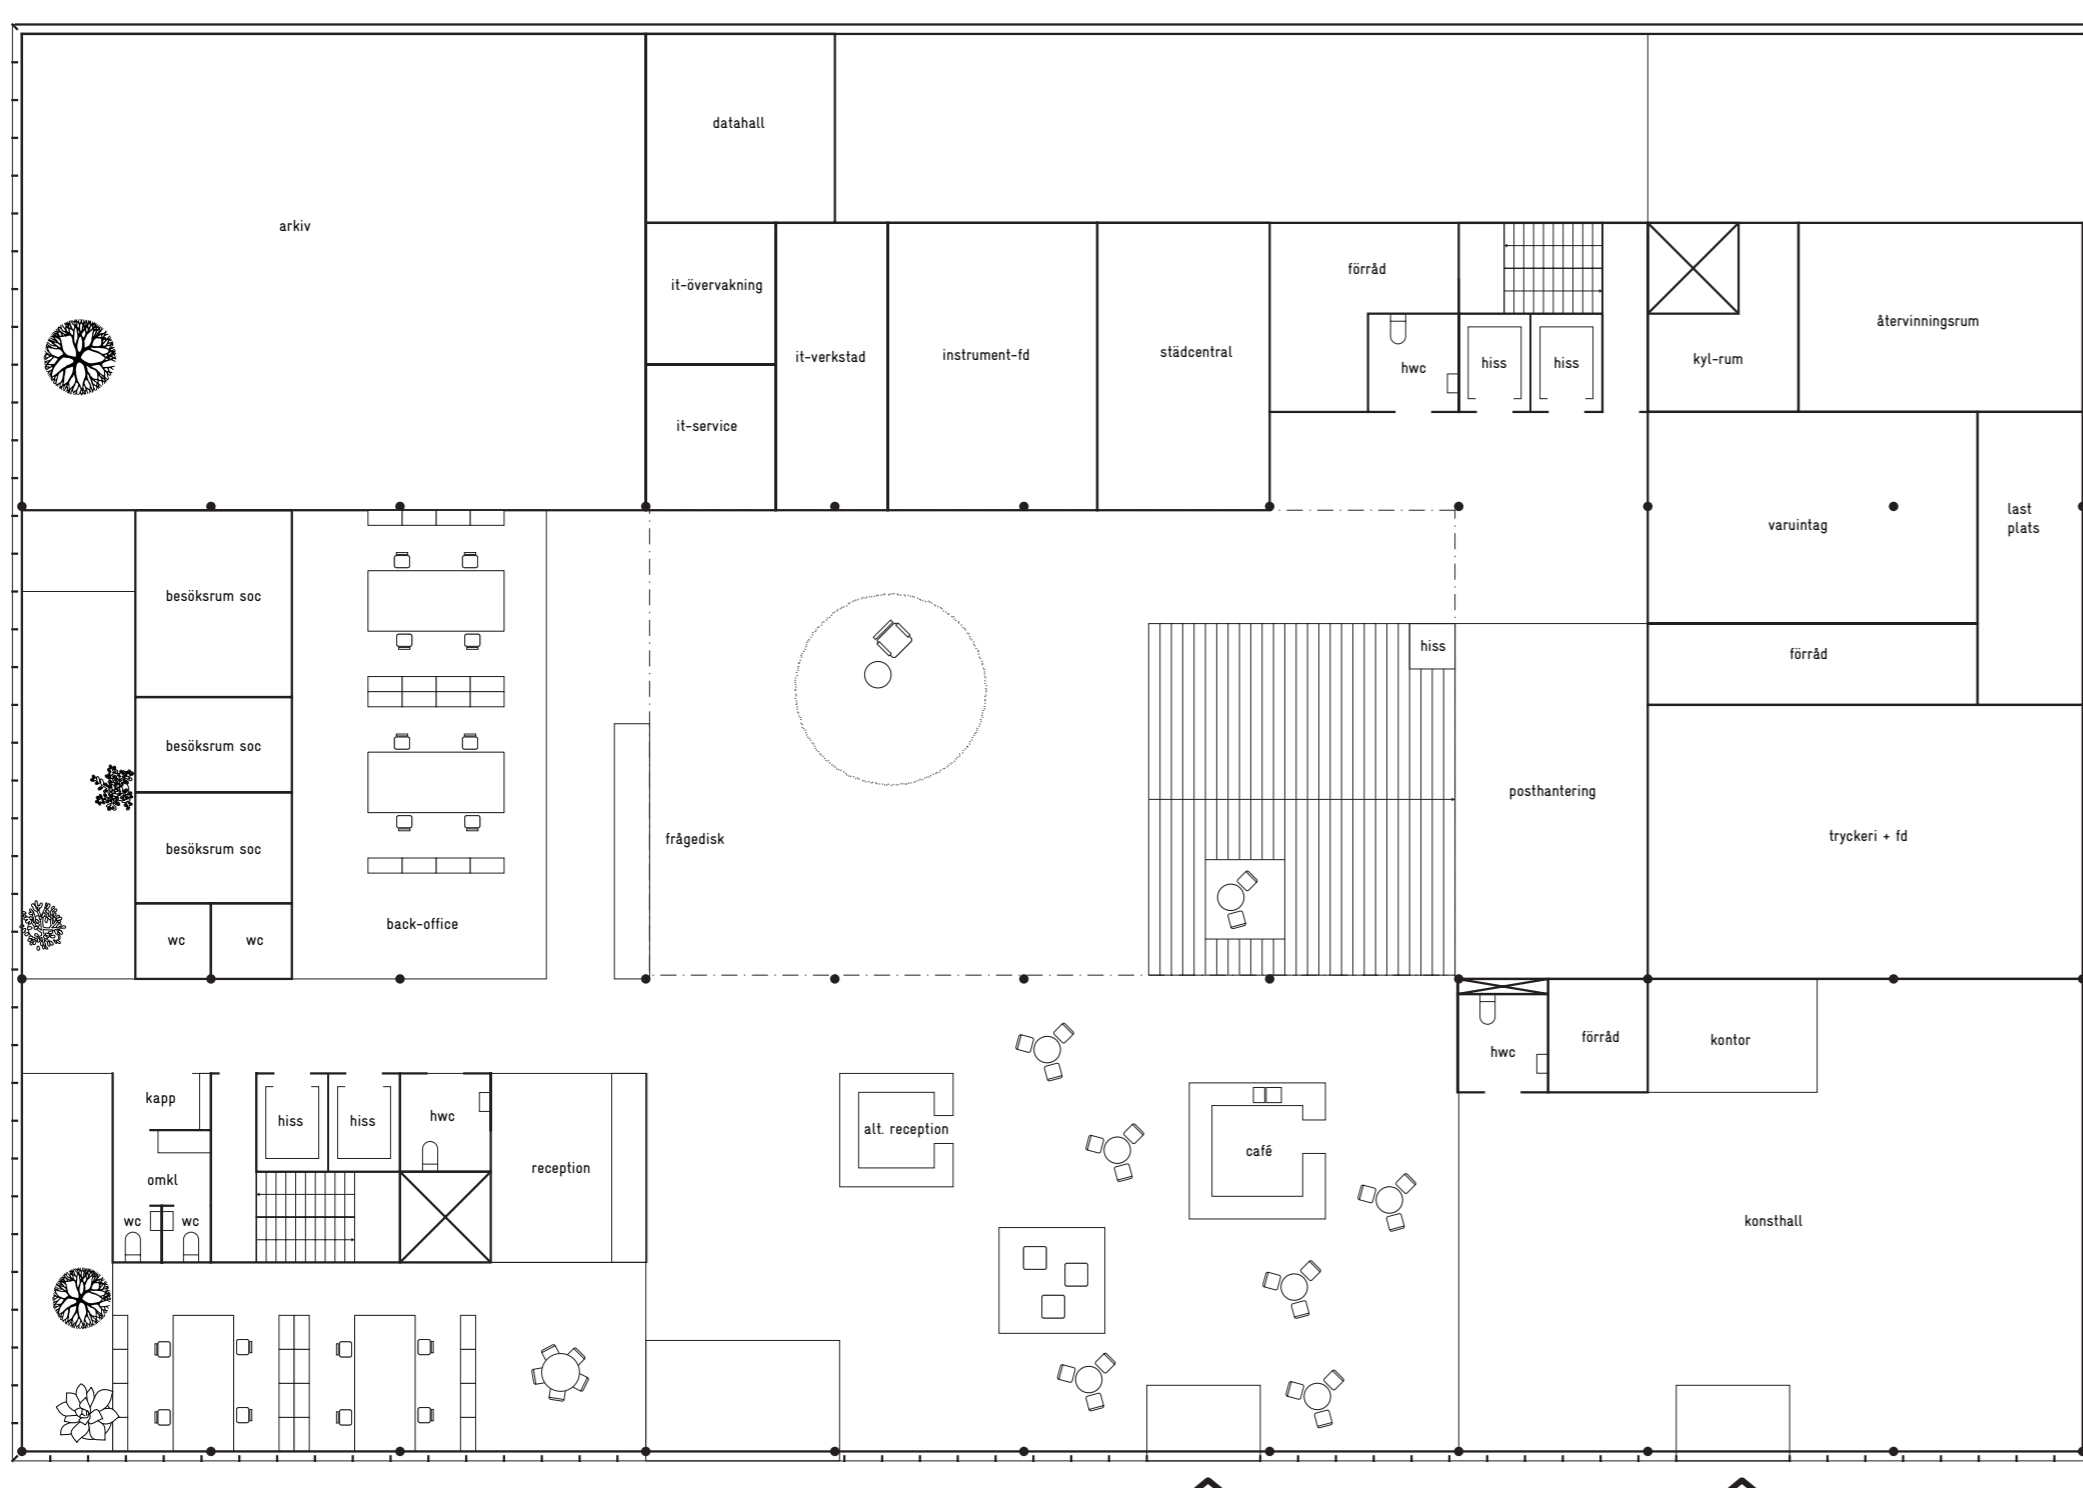 datahall
arkiv
it-övervakning
förråd
it-verkstad
instrument-fd
städcentral
hwc
hiss
hiss
kyl-rum
återvinningsrum
it-service
varuintag
last
plats
besöksrum soc
hiss
förråd
besöksrum soc
posthantering
frågedisk
tryckeri + fd
besöksrum soc
back-office
wc
wc
kapp
hiss
hiss
hwc
alt. reception
café
hwc
förråd
kontor
omkl
reception
wc
wc
konsthall